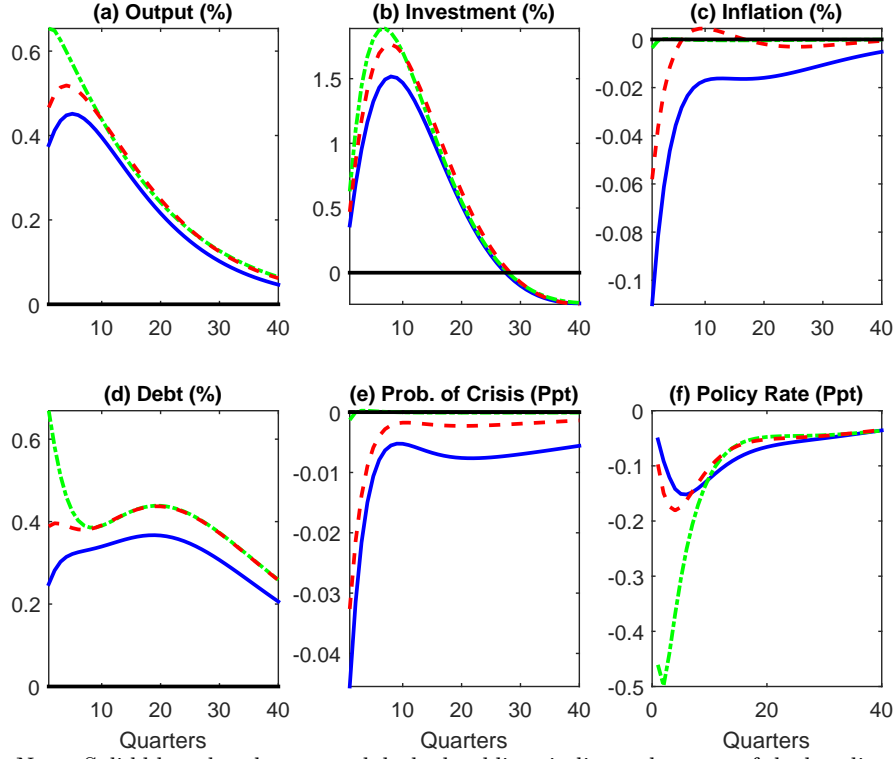 (a) Output (%)
(b) Investment (%)
(c) Inflation (%)
0.6
0.4
0.2
0
10 20 30 40
1.5
1
0.5
0
10 20 30 40
0
-0.02
-0.04
-0.06
-0.08
-0.1
10 20 30 40
(d) Debt (%)
(e) Prob. of Crisis (Ppt)
(f) Policy Rate (Ppt)
0.6
0.4
0.2
0
10 20 30 40
Quarters
0
-0.01
-0.02
-0.03
-0.04
10 20 30 40
Quarters
0
-0.1
-0.2
-0.3
-0.4
-0.5
0 20 40
Quarters